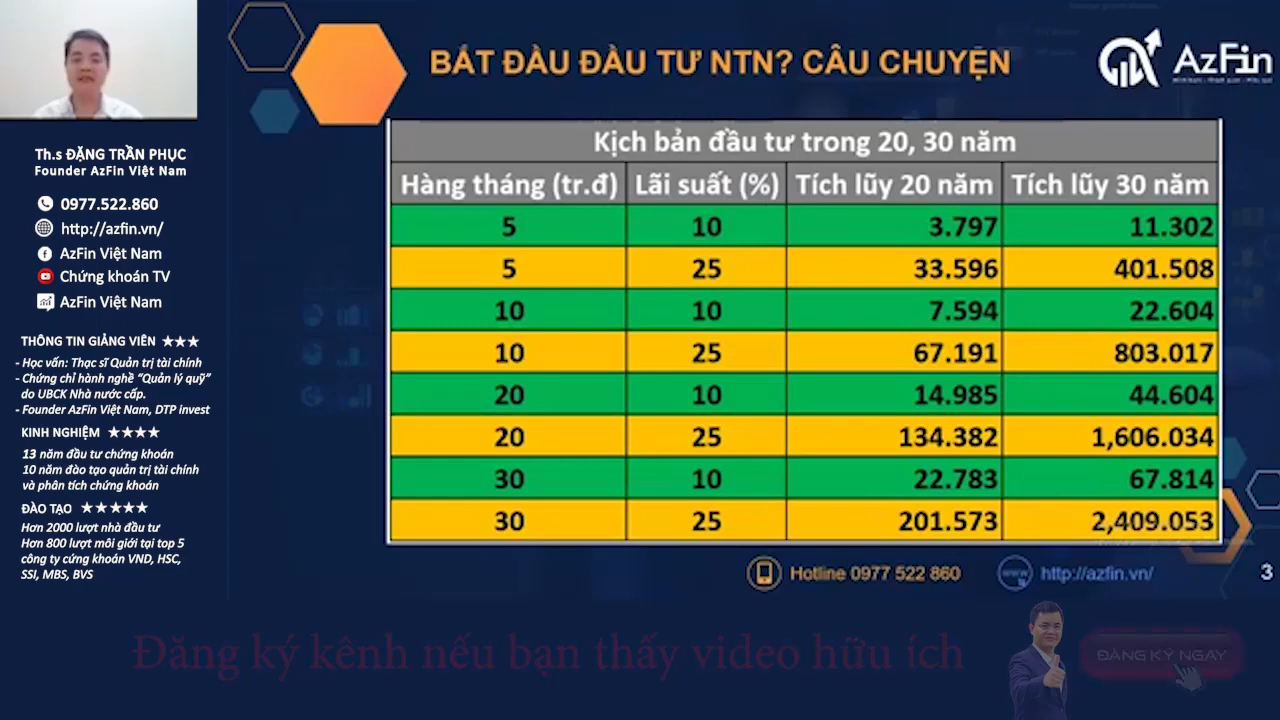 BẮT ĐẦU ĐẦU TƯ NTN? CÂU CHUYỆN
AzFin
Th.s ĐẶNG TRẦN PHỤC
Founder AzFin Việt Nam
0977.522.860
http://azfin.vn/
AzFin Việt Nam
Chứng khoán TV
AzFin Việt Nam
THÔNG TIN GIẢNG VIÊN ★★★
- Học vấn: Thạc sĩ Quản trị tài chính
- Chứng chỉ hành nghề “Quản lý quỹ”
do UBCK Nhà nước cấp.
- Founder AzFin Việt Nam, DTP invest
KINH NGHIỆM ★★★★
13 năm đầu tư chứng khoán
10 năm đào tạo quản trị tài chính
và phân tích chứng khoán
ĐÀO TẠO ★★★★★
Hơn 2000 lượt nhà đầu tư
Hơn 800 lượt môi giới tại top 5
công ty cứng khoán VND, HSC,
SSI, MBS, BVS
Kịch bản đầu tư trong 20, 30 năm
Hàng tháng (tr.đ) Lãi suất (%) Tích lũy 20 năm Tích lũy 30 năm
5 10 3.797 11.302
5 25 33.596 401.508
10 10 7.594 22.604
10 25 67.191 803.017
20 10 14.985 44.604
20 25 134.382 1,606.034
30 10 22.783 67.814
30 25 201.573 2,409.053
Hotline 0977 522 860
www
http://azfin.vn/
3
Đăng ký kênh nếu bạn thấy video hữu ích
ĐĂNG KÝ NGAY